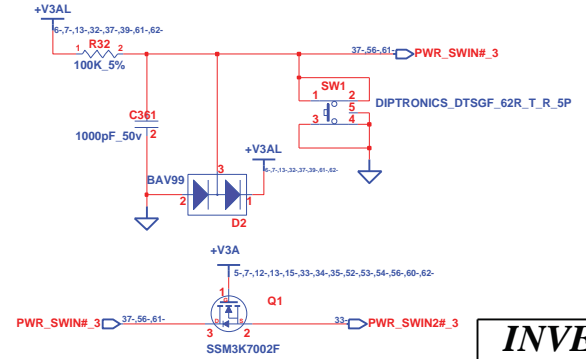 +V3AL
6-,7-,13-,32-,37-,39-,61-,62-
R32
1 2
100K_5%
37-,56-,61-
PWR_SWIN#_3
SW1
1 2
5
3 4
DIPTRONICS_DTSGF_62R_T_R_5P
C361
2
1000pF_50v
+V3AL
6-,7-,13-,32-,37-,39-,61-,62-
BAV99
3
2 1
D2
+V3A
5-,7-,12-,13-,15-,33-,34-,35-,52-,53-,54-,56-,60-,62-
1
Q1
G
D S
PWR_SWIN#_3
37-,56-,61-
3 2
33-
PWR_SWIN2#_3
SSM3K7002F
INVE